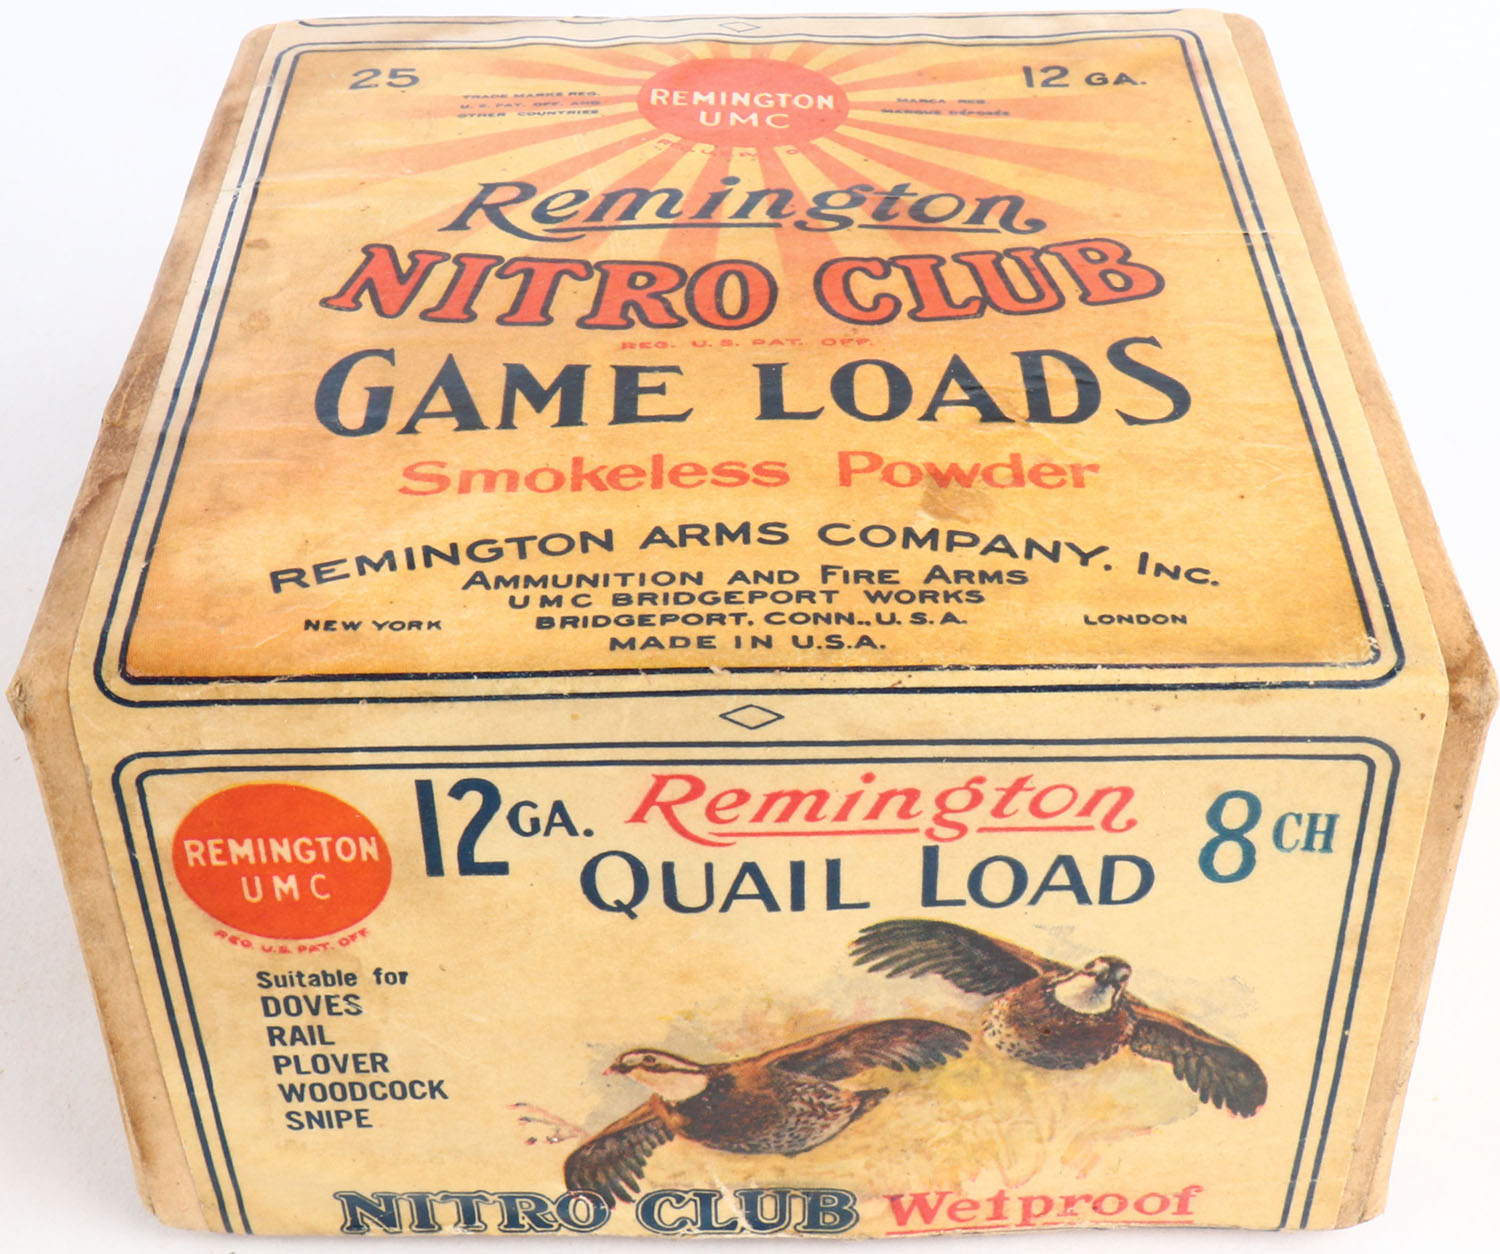 25
TRADE MARKS REG.
U.S. PAT. OFF. AND
OTHER COUNTRIES
REMINGTON
UMC
12 GA.
MARCA REG
MARQUE DÉPOSÉE
Remington
NITRO CLUB
REG. U.S. PAT. OFF.
GAME LOADS
Smokeless Powder
REMINGTON ARMS COMPANY, INC.
AMMUNITION AND FIRE ARMS
UMC BRIDGEPORT WORKS
NEW YORK BRIDGEPORT, CONN., U.S.A. LONDON
MADE IN U.S.A.
REMINGTON
UMC
REG. U.S. PAT. OFF.
12 GA. Remington 8 CH
QUAIL LOAD
Suitable for
DOVES
RAIL
PLOVER
WOODCOCK
SNIPE
NITRO CLUB Wetproof